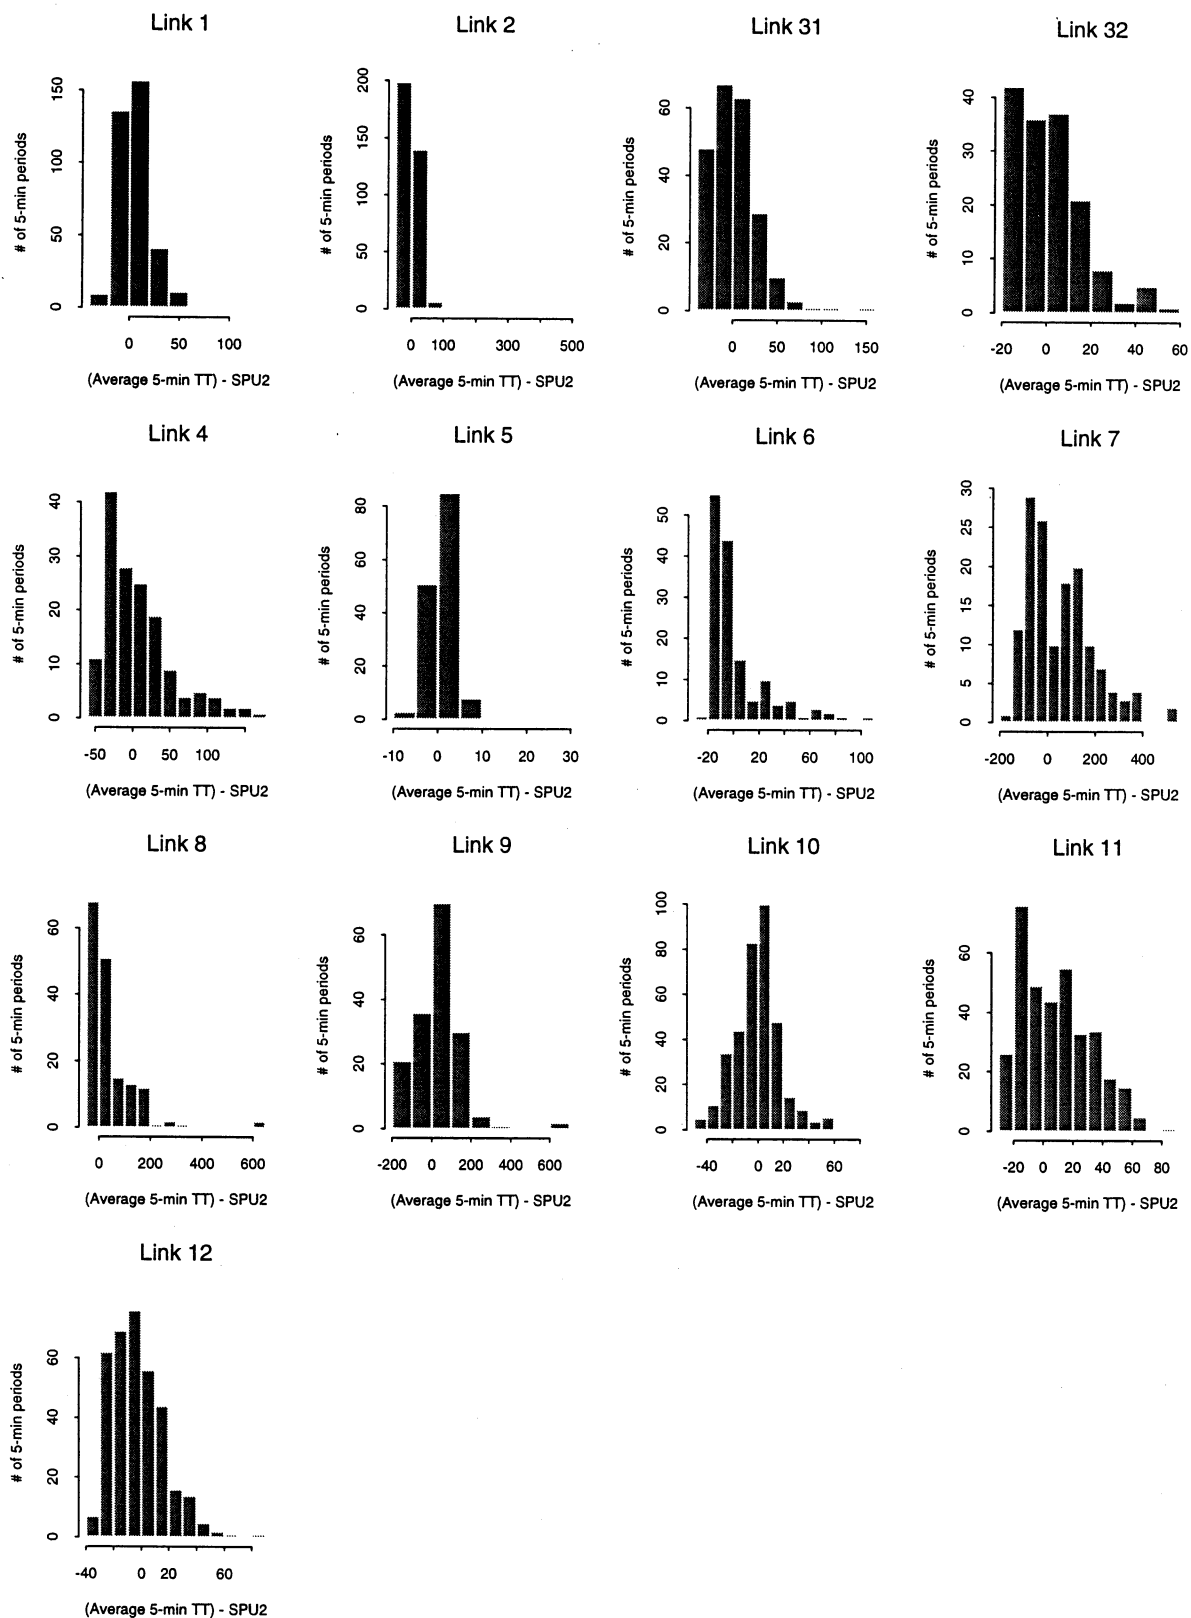 Link 1
# of 5-min periods
0 50 100 150
0 50 100
(Average 5-min TT) - SPU2
Link 2
# of 5-min periods
0 50 100 150 200
0 100 300 500
(Average 5-min TT) - SPU2
Link 31
# of 5-min periods
0 20 40 60
0 50 100 150
(Average 5-min TT) - SPU2
Link 32
# of 5-min periods
0 10 20 30 40
-20 0 20 40 60
(Average 5-min TT) - SPU2
Link 4
# of 5-min periods
0 10 20 30 40
-50 0 50 100
(Average 5-min TT) - SPU2
Link 5
# of 5-min periods
0 20 40 60 80
-10 0 10 20 30
(Average 5-min TT) - SPU2
Link 6
# of 5-min periods
0 10 20 30 40 50
-20 20 60 100
(Average 5-min TT) - SPU2
Link 7
# of 5-min periods
0 5 10 15 20 25 30
-200 0 200 400
(Average 5-min TT) - SPU2
Link 8
# of 5-min periods
0 20 40 60
0 200 400 600
(Average 5-min TT) - SPU2
Link 9
# of 5-min periods
0 20 40 60
-200 0 200 400 600
(Average 5-min TT) - SPU2
Link 10
# of 5-min periods
0 20 40 60 80 100
-40 0 20 60
(Average 5-min TT) - SPU2
Link 11
# of 5-min periods
0 20 40 60
-20 0 20 40 60 80
(Average 5-min TT) - SPU2
Link 12
# of 5-min periods
0 20 40 60
-40 0 20 60
(Average 5-min TT) - SPU2